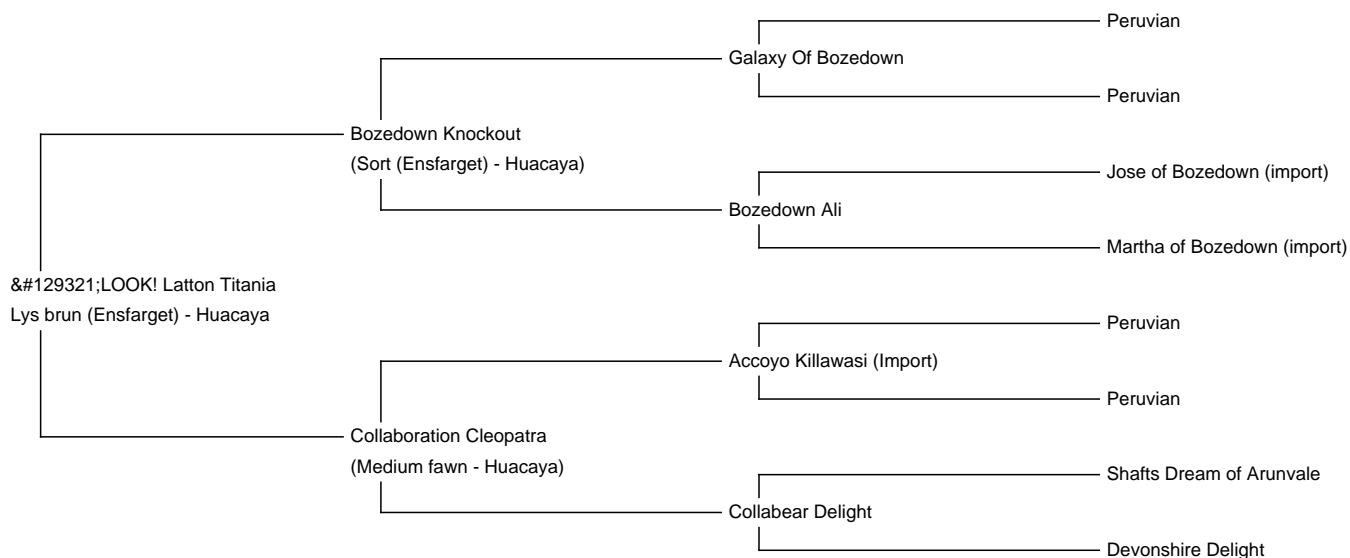 Peruvian
Galaxy Of Bozedown
Peruvian
Bozedown Knockout
(Sort (Ensfarget) - Huacaya)
Jose of Bozedown (import)
Bozedown Ali
Martha of Bozedown (import)
&#129321;LOOK! Latton Titania
Lys brun (Ensfarget) - Huacaya
Peruvian
Accoyo Killawasi (Import)
Peruvian
Collaboration Cleopatra
(Medium fawn - Huacaya)
Shafts Dream of Arunvale
Collabear Delight
Devonshire Delight